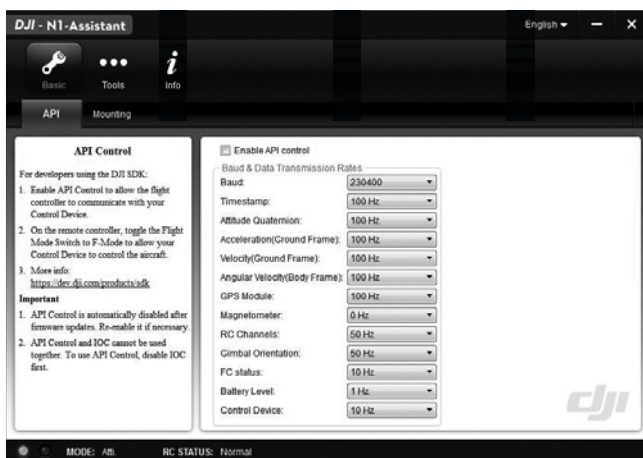 DJI - N1-Assistant
English
Basic
Tools
Info
API
Mounting
API Control
For developers using the DJI SDK:
1. Enable API Control to allow the flight
controller to communicate with your
Control Device.
2. On the remote controller, toggle the Flight
Mode Switch to F-Mode to allow your
Control Device to control the aircraft.
3. More info:
https://dev.dji.com/products/sdk
Important
1. API Control is automatically disabled after
firmware updates. Re-enable it if necessary.
2. API Control and IOC cannot be used
together. To use API Control, disable IOC
first.
Enable API control
Baud & Data Transmission Rates
Baud: 230400
Timestamp: 100 Hz
Attitude Quaternion: 100 Hz
Acceleration(Ground Frame): 100 Hz
Velocity(Ground Frame): 100 Hz
Angular Velocity(Body Frame): 100 Hz
GPS Module: 100 Hz
Magnetometer: 0 Hz
RC Channels: 50 Hz
Gimbal Orientation: 50 Hz
FC status: 10 Hz
Battery Level: 1 Hz
Control Device: 10 Hz
dji
MODE: Atti. RC STATUS: Normal